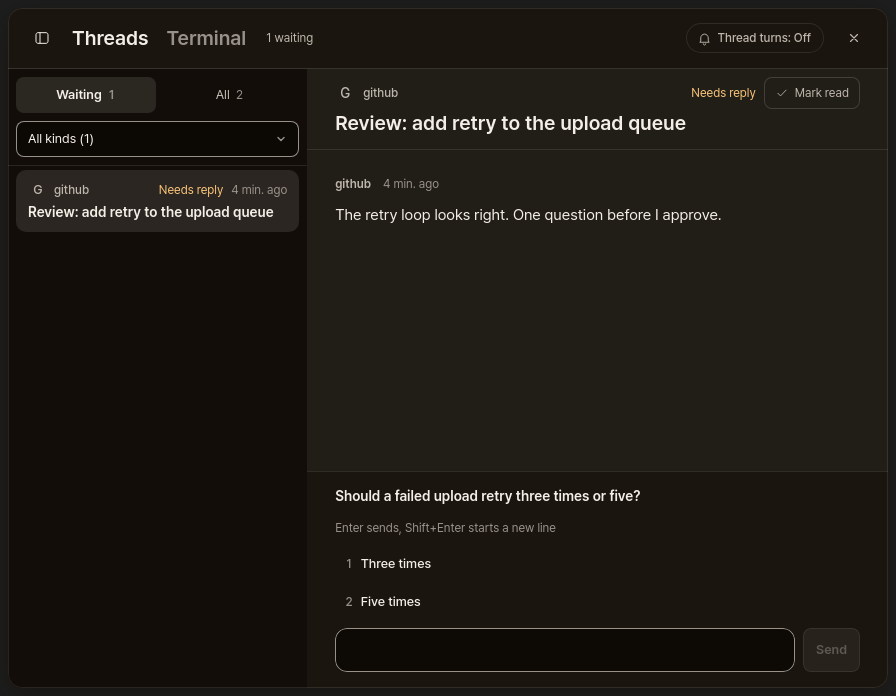 Threads Terminal 1 waiting Thread turns: Off
Waiting 1 All 2
All kinds (1)
G github Needs reply 4 min. ago
Review: add retry to the upload queue
G github Needs reply Mark read
Review: add retry to the upload queue
github 4 min. ago
The retry loop looks right. One question before I approve.
Should a failed upload retry three times or five?
Enter sends, Shift+Enter starts a new line
1 Three times
2 Five times
Send